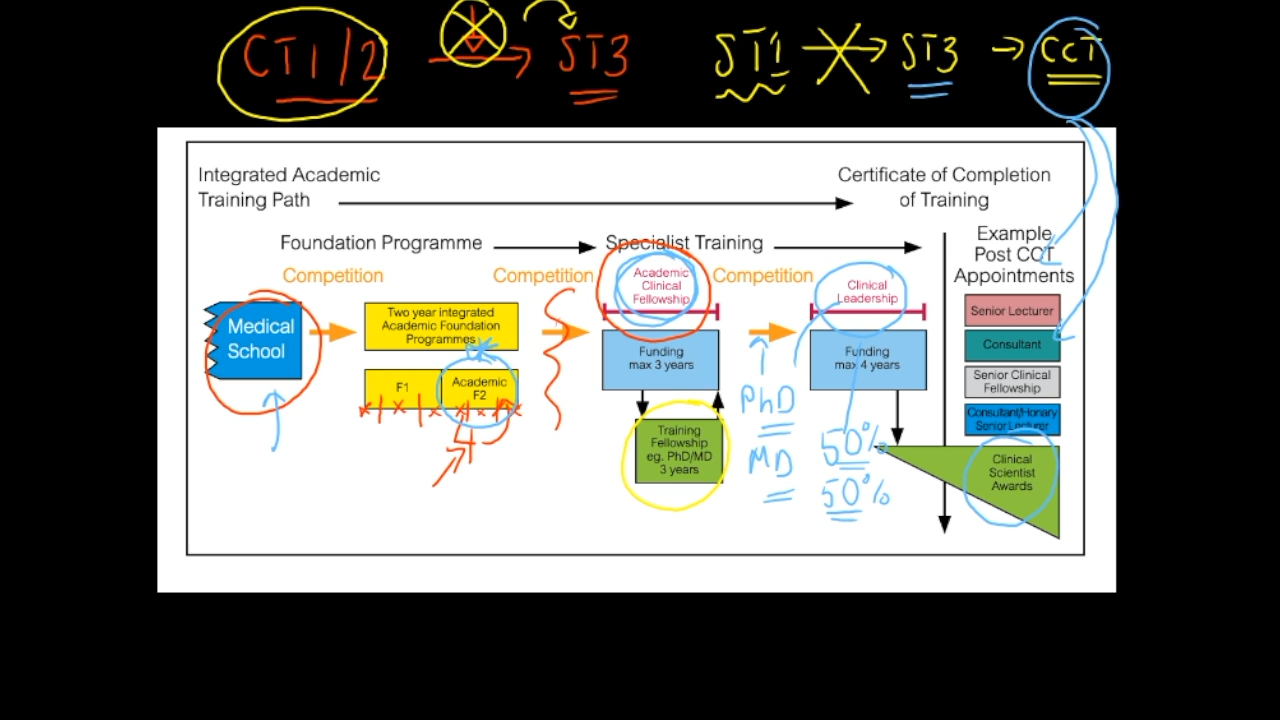 CT1/2 → ST3 ST1 → ST3 → CCT
Integrated Academic
Training Path
Certificate of Completion
of Training
Foundation Programme
Specialist Training
Example
Post CCT
Appointments
Competition
Competition
Competition
Academic
Clinical
Fellowship
Clinical
Leadership
Medical
School
Two year integrated
Academic Foundation
Programmes
F1
Academic
F2
4
Funding
max 3 years
Training
Fellowship
eg. PhD/MD
3 years
PhD
MD
Funding
max 4 years
50%
50%
Senior Lecturer
Consultant
Senior Clinical
Fellowship
Consultant/Honary
Senior Lecturer
Clinical
Scientist
Awards